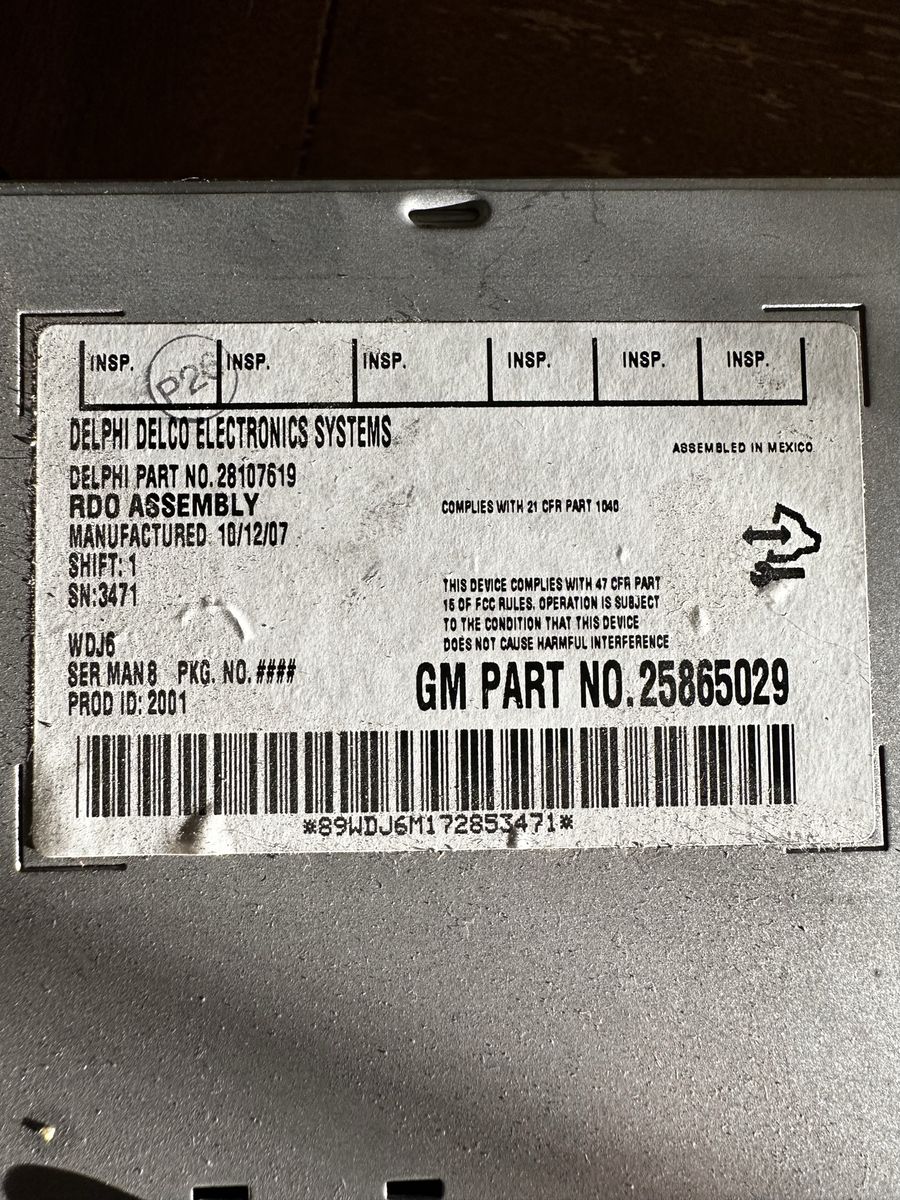 INSP. INSP. INSP. INSP. INSP. INSP.
DELPHI DELCO ELECTRONICS SYSTEMS
ASSEMBLED IN MEXICO
DELPHI PART NO. 28107619
RDO ASSEMBLY
MANUFACTURED 10/12/07
SHIFT: 1
SN:3471
COMPLIES WITH 21 CFR PART 1040
THIS DEVICE COMPLIES WITH 47 CFR PART
15 OF FCC RULES. OPERATION IS SUBJECT
TO THE CONDITION THAT THIS DEVICE
DOES NOT CAUSE HARMFUL INTERFERENCE
WDJ6
SER MAN8 PKG. NO. ####
PROD ID: 2001
GM PART NO. 25865029
*89WDJ6M172853471*